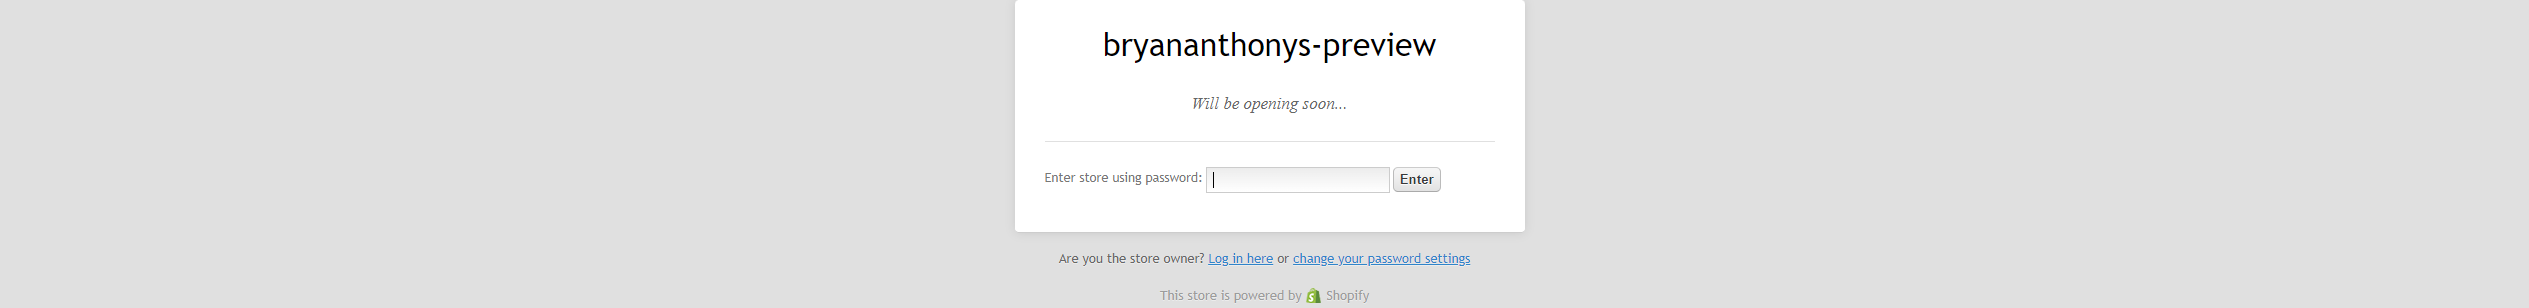 bryananthonys-preview
Will be opening soon...
Enter store using password: Enter
Are you the store owner? Log in here or change your password settings
This store is powered by Shopify